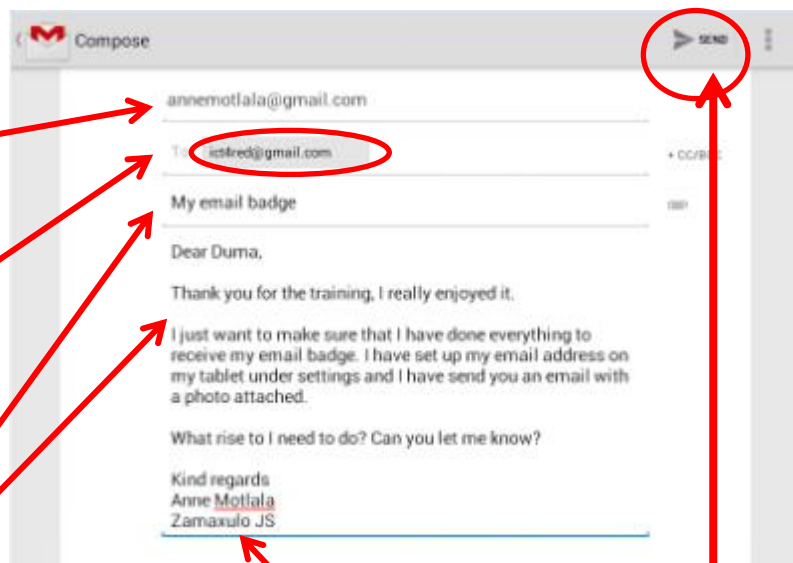 Compose
SEND
annemotlala@gmail.com
To ict4red@gmail.com
+ CC/BCC
My email badge
Dear Duma,
Thank you for the training, I really enjoyed it.
I just want to make sure that I have done everything to
receive my email badge. I have set up my email address on
my tablet under settings and I have send you an email with
a photo attached.
What rise to I need to do? Can you let me know?
Kind regards
Anne Motlala
Zamaxulo JS